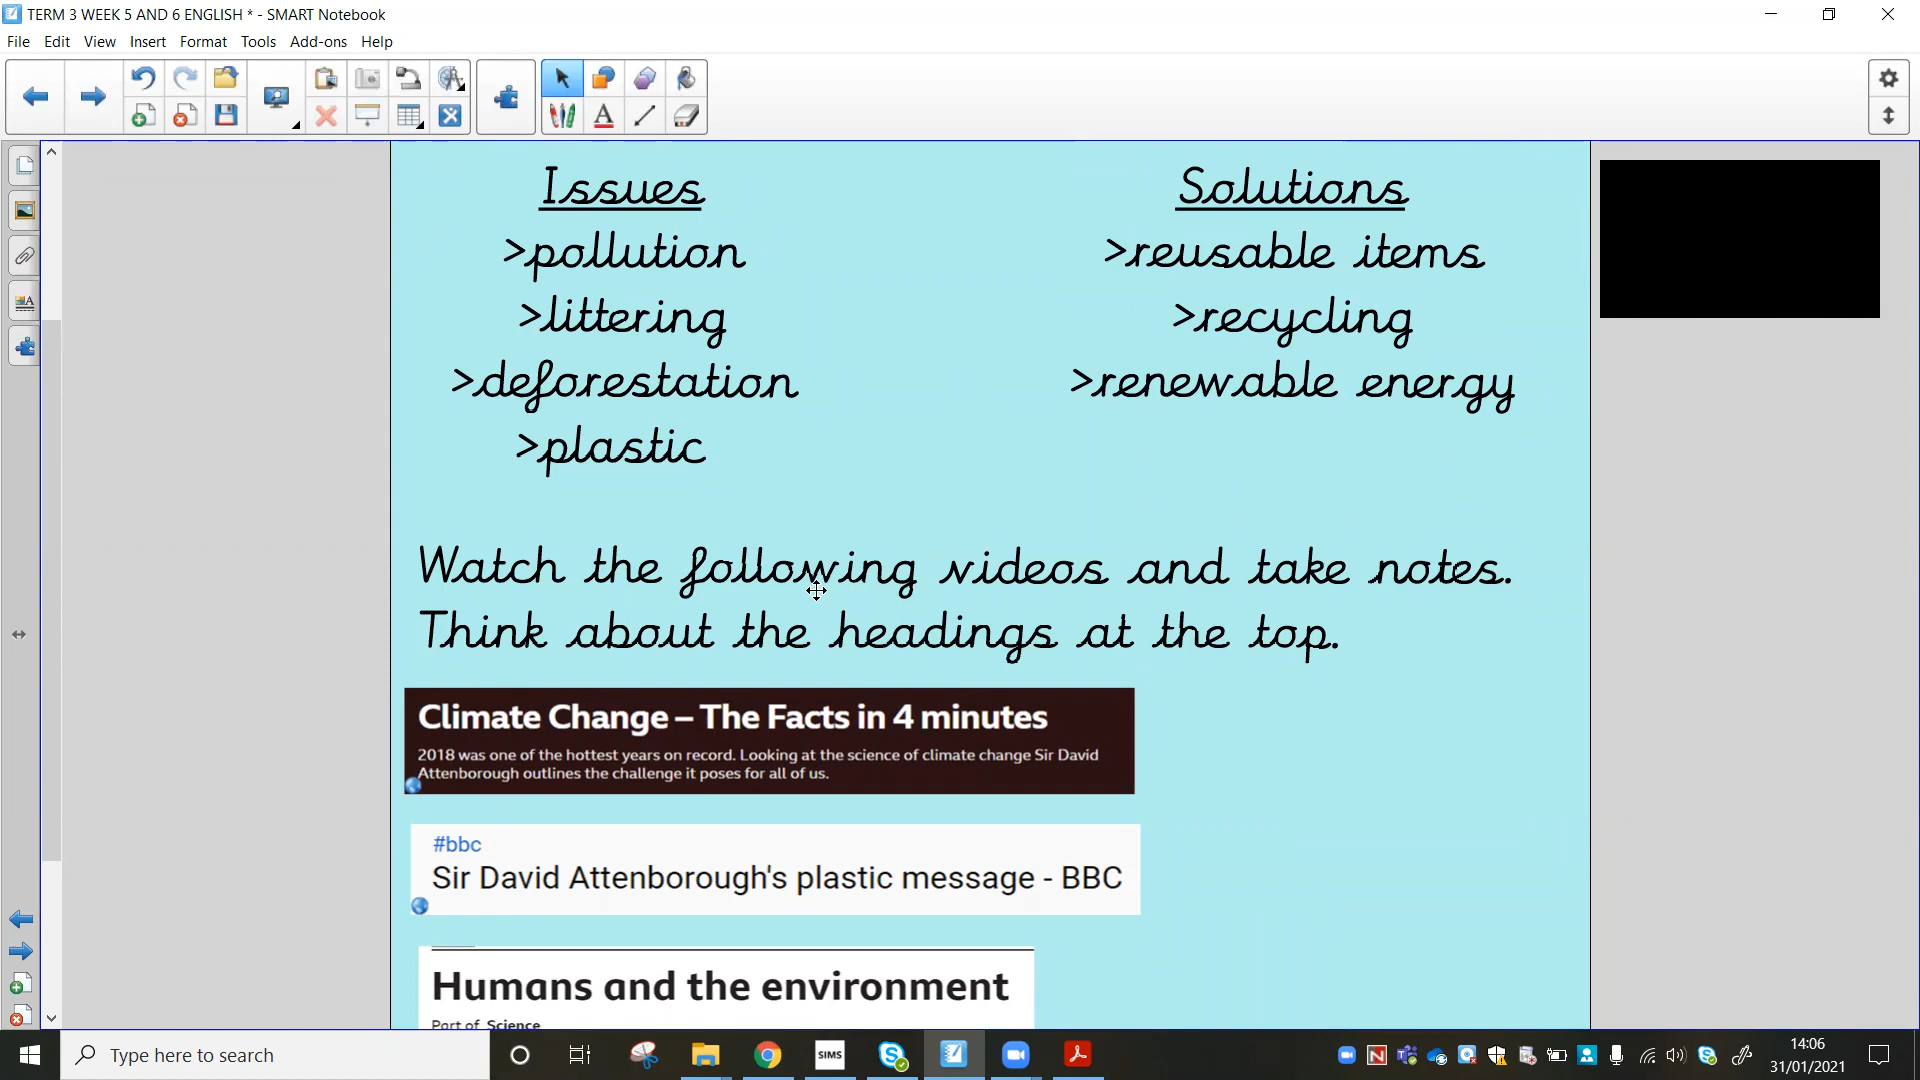 TERM 3 WEEK 5 AND 6 ENGLISH * - SMART Notebook
File Edit View Insert Format Tools Add-ons Help
Issues
>pollution
>littering
>deforestation
>plastic
Solutions
>reusable items
>recycling
>renewable energy
Watch the following videos and take notes.
Think about the headings at the top.
Climate Change – The Facts in 4 minutes
2018 was one of the hottest years on record. Looking at the science of climate change Sir David
Attenborough outlines the challenge it poses for all of us.
#bbc
Sir David Attenborough's plastic message - BBC
Humans and the environment
Part of Science
Type here to search
SIMS
14:06
31/01/2021